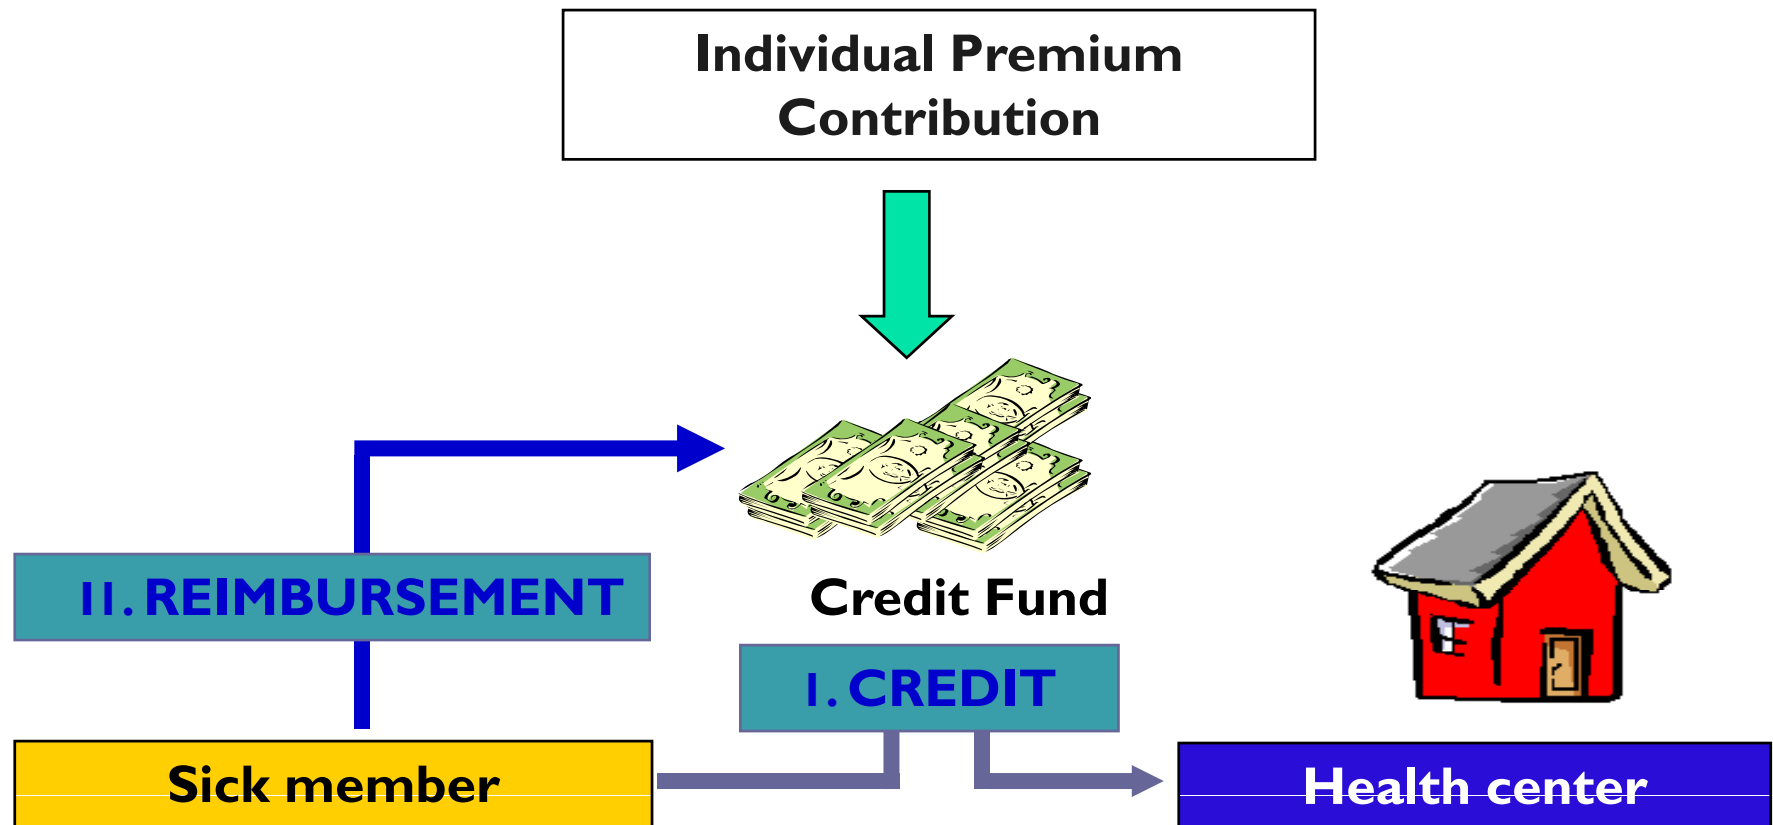 Individual Premium
Contribution
II. REIMBURSEMENT
Credit Fund
I. CREDIT
Sick member
Health center